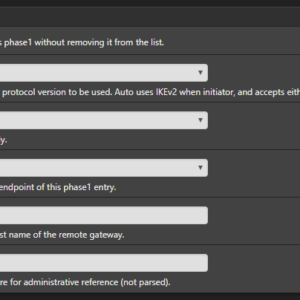 s phase1 without removing it from the list.
protocol version to be used. Auto uses IKEv2 when initiator, and accepts eith
y.
endpoint of this phase1 entry.
st name of the remote gateway.
re for administrative reference (not parsed).